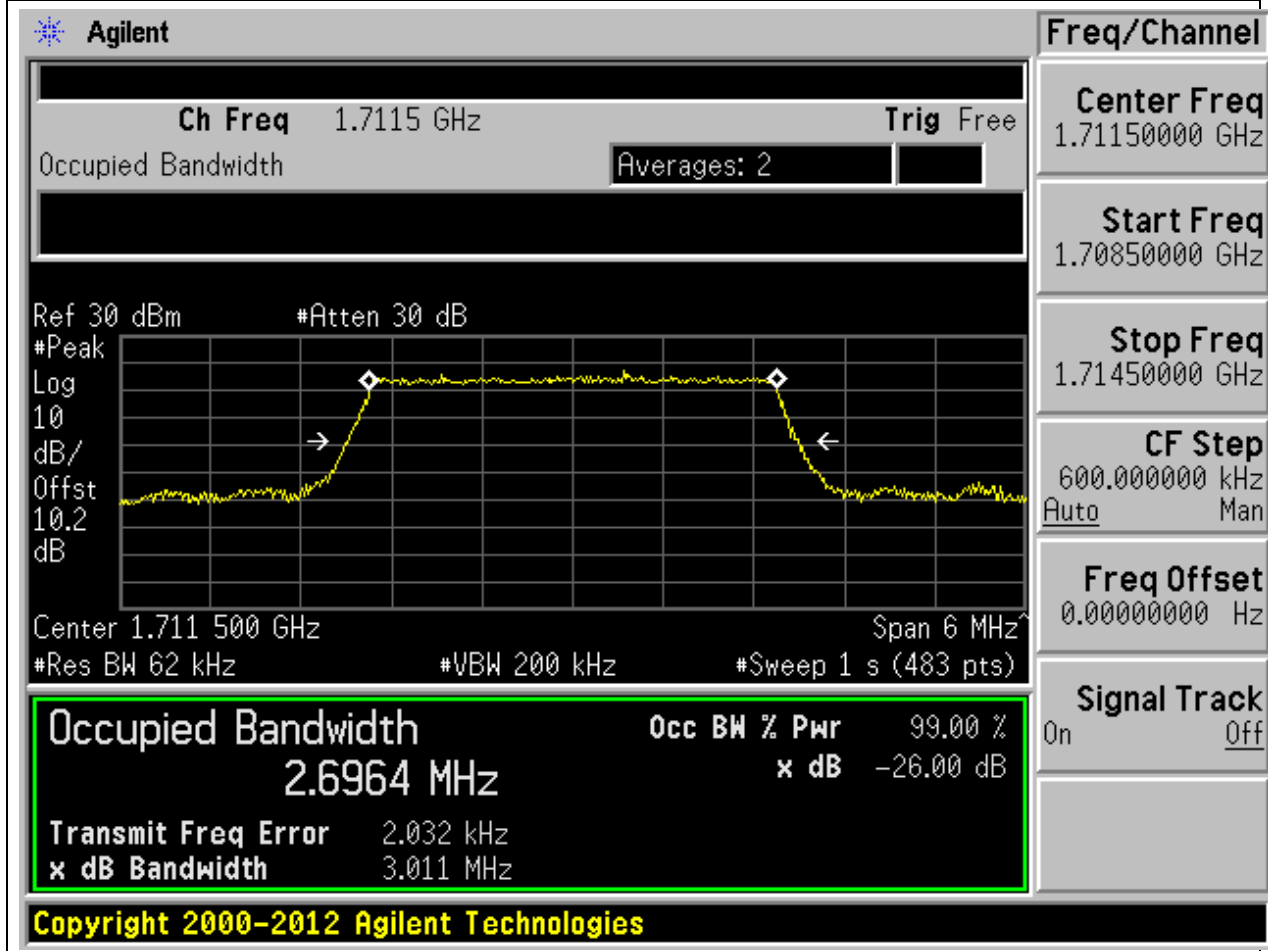 Agilent
Freq/Channel
Ch Freq 1.7115 GHz Trig Free
Occupied Bandwidth Averages: 2
Center Freq
1.71150000 GHz
Start Freq
1.70850000 GHz
Stop Freq
1.71450000 GHz
CF Step
600.000000 kHz
Auto Man
Freq Offset
0.00000000 Hz
Signal Track
On Off
Ref 30 dBm #Atten 30 dB
#Peak
Log
10
dB/
Offst
10.2
dB
Center 1.711 500 GHz Span 6 MHz^
#Res BW 62 kHz #VBW 200 kHz #Sweep 1 s (483 pts)
Occupied Bandwidth
2.6964 MHz
Occ BW % Pwr 99.00 %
x dB -26.00 dB
Transmit Freq Error 2.032 kHz
x dB Bandwidth 3.011 MHz
Copyright 2000-2012 Agilent Technologies